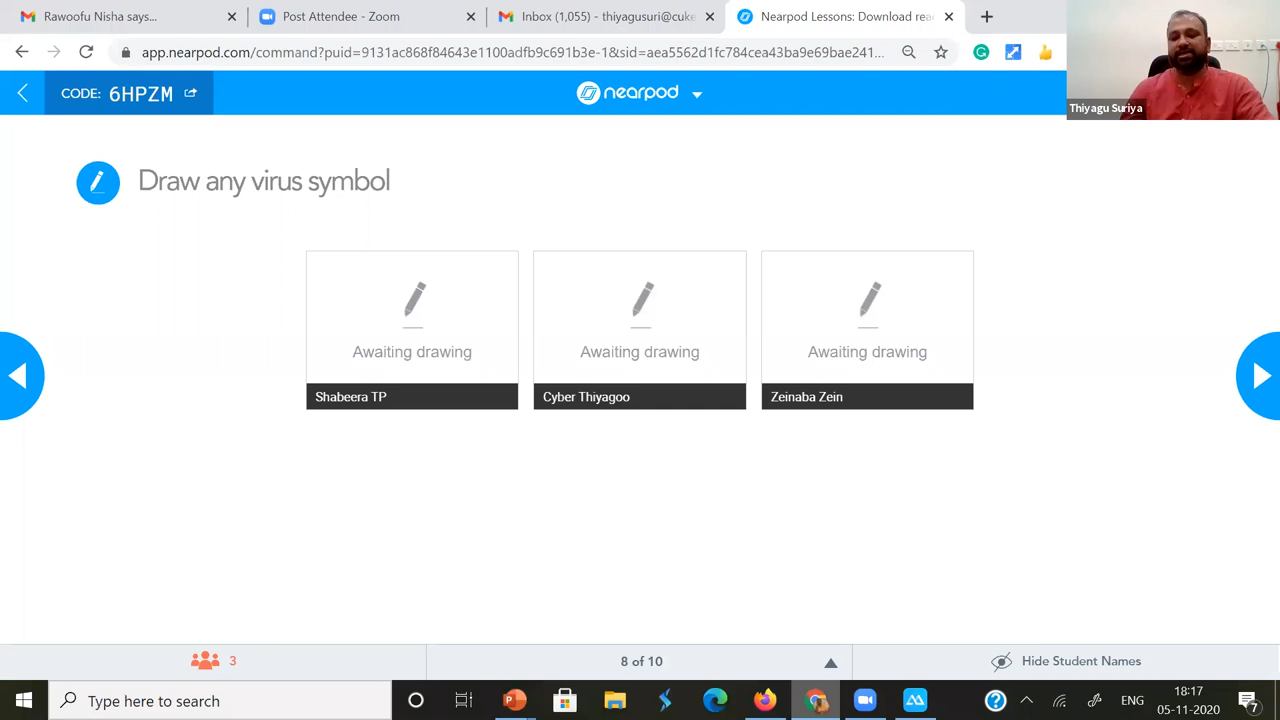 Rawoofu Nisha says...
Post Attendee - Zoom
Inbox (1,055) - thiyagusuri@cuke
Nearpod Lessons: Download rea
app.nearpod.com/command?puid=9131ac868f84643e1100adfb9cfc91b3e-1&sid=aea5562d1fc784cea43ba9e69bae241...
CODE: 6HPZM
nearpod
Thiyagu Suriya
Draw any virus symbol
Awaiting drawing
Awaiting drawing
Awaiting drawing
Shabeera TP
Cyber Thiyagoo
Zeinaba Zein
3
8 of 10
Hide Student Names
Type here to search
ENG
18:17
05-11-2020
7